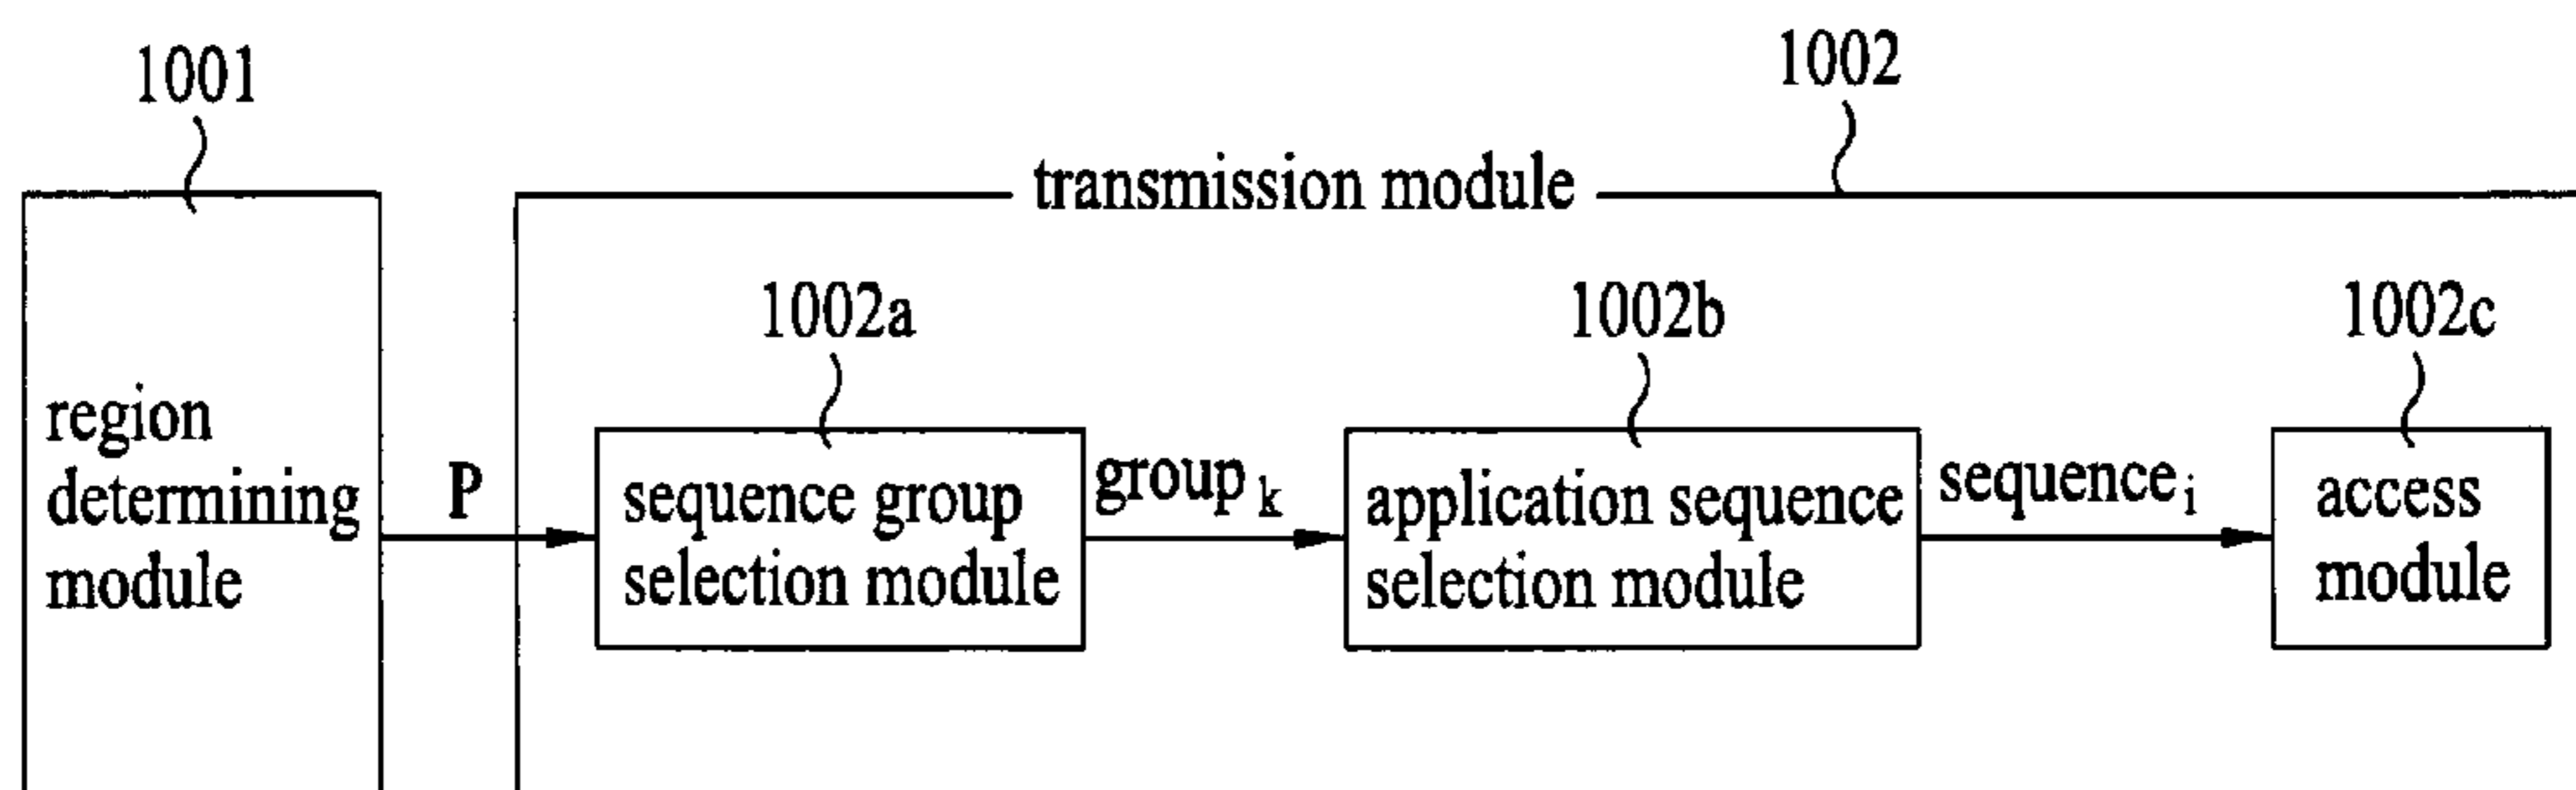 1001
1002
transmission module
1002a
1002b
1002c
region
determining
module
P
sequence group
selection module
group k
application sequence
selection module
sequence i
access
module